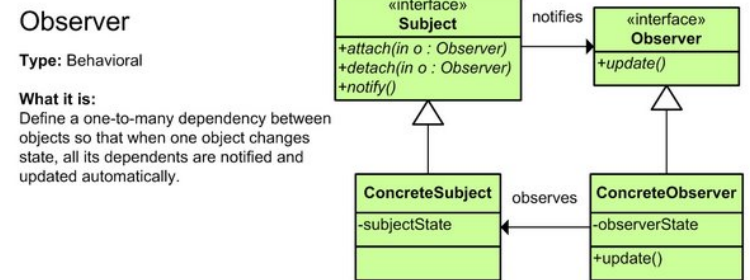 Observer
Type: Behavioral
What it is:
Define a one-to-many dependency between
objects so that when one object changes
state, all its dependents are notified and
updated automatically.
«interface»
Subject
+attach(in o : Observer)
+detach(in o : Observer)
+notify()
notifies
«interface»
Observer
+update()
ConcreteSubject
-subjectState
observes
ConcreteObserver
-observerState
+update()